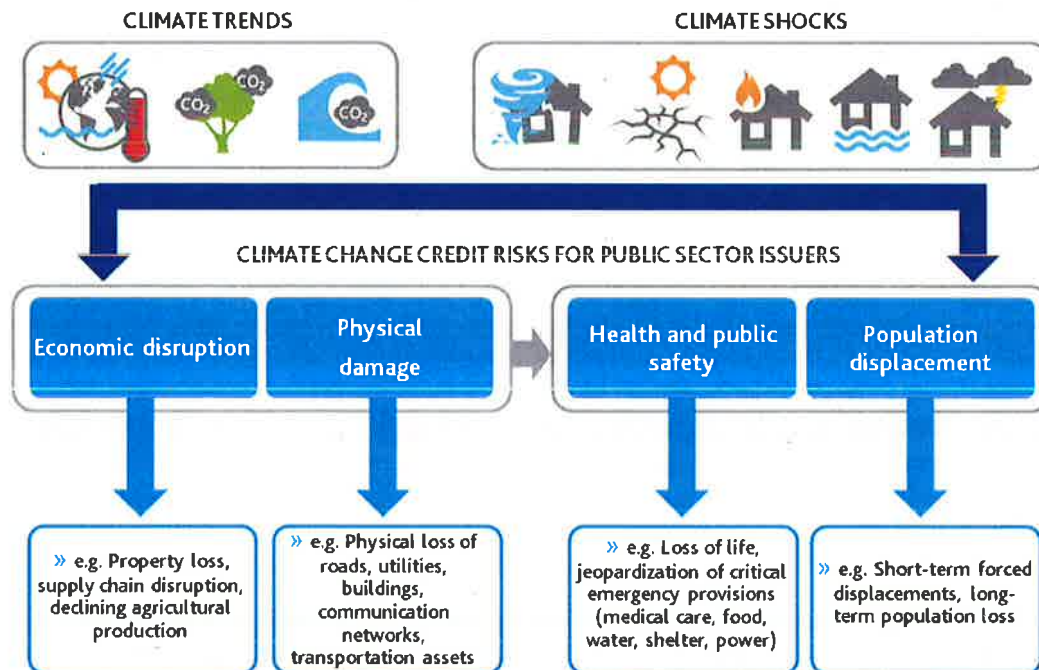 CLIMATE TRENDS
CLIMATE SHOCKS
CO₂
CO₂
CO₂
CLIMATE CHANGE CREDIT RISKS FOR PUBLIC SECTOR ISSUERS
Economic disruption
Physical
damage
Health and public
safety
Population
displacement
» e.g. Property loss,
supply chain disruption,
declining agricultural
production
» e.g. Physical loss of
roads, utilities,
buildings,
communication
networks,
transportation assets
» e.g. Loss of life,
jeopardization of critical
emergency provisions
(medical care, food,
water, shelter, power)
» e.g. Short-term forced
displacements, long-
term population loss